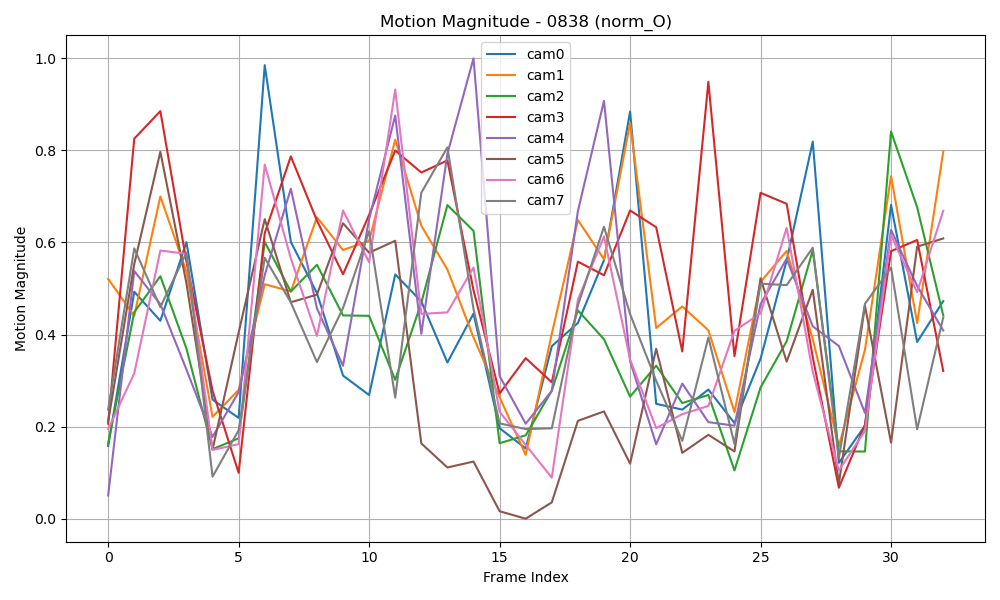 Motion Magnitude - 0838 (norm_O)
cam0
cam1
cam2
cam3
cam4
cam5
cam6
cam7
Motion Magnitude
1.0
0.8
0.6
0.4
0.2
0.0
0 5 10 15 20 25 30
Frame Index